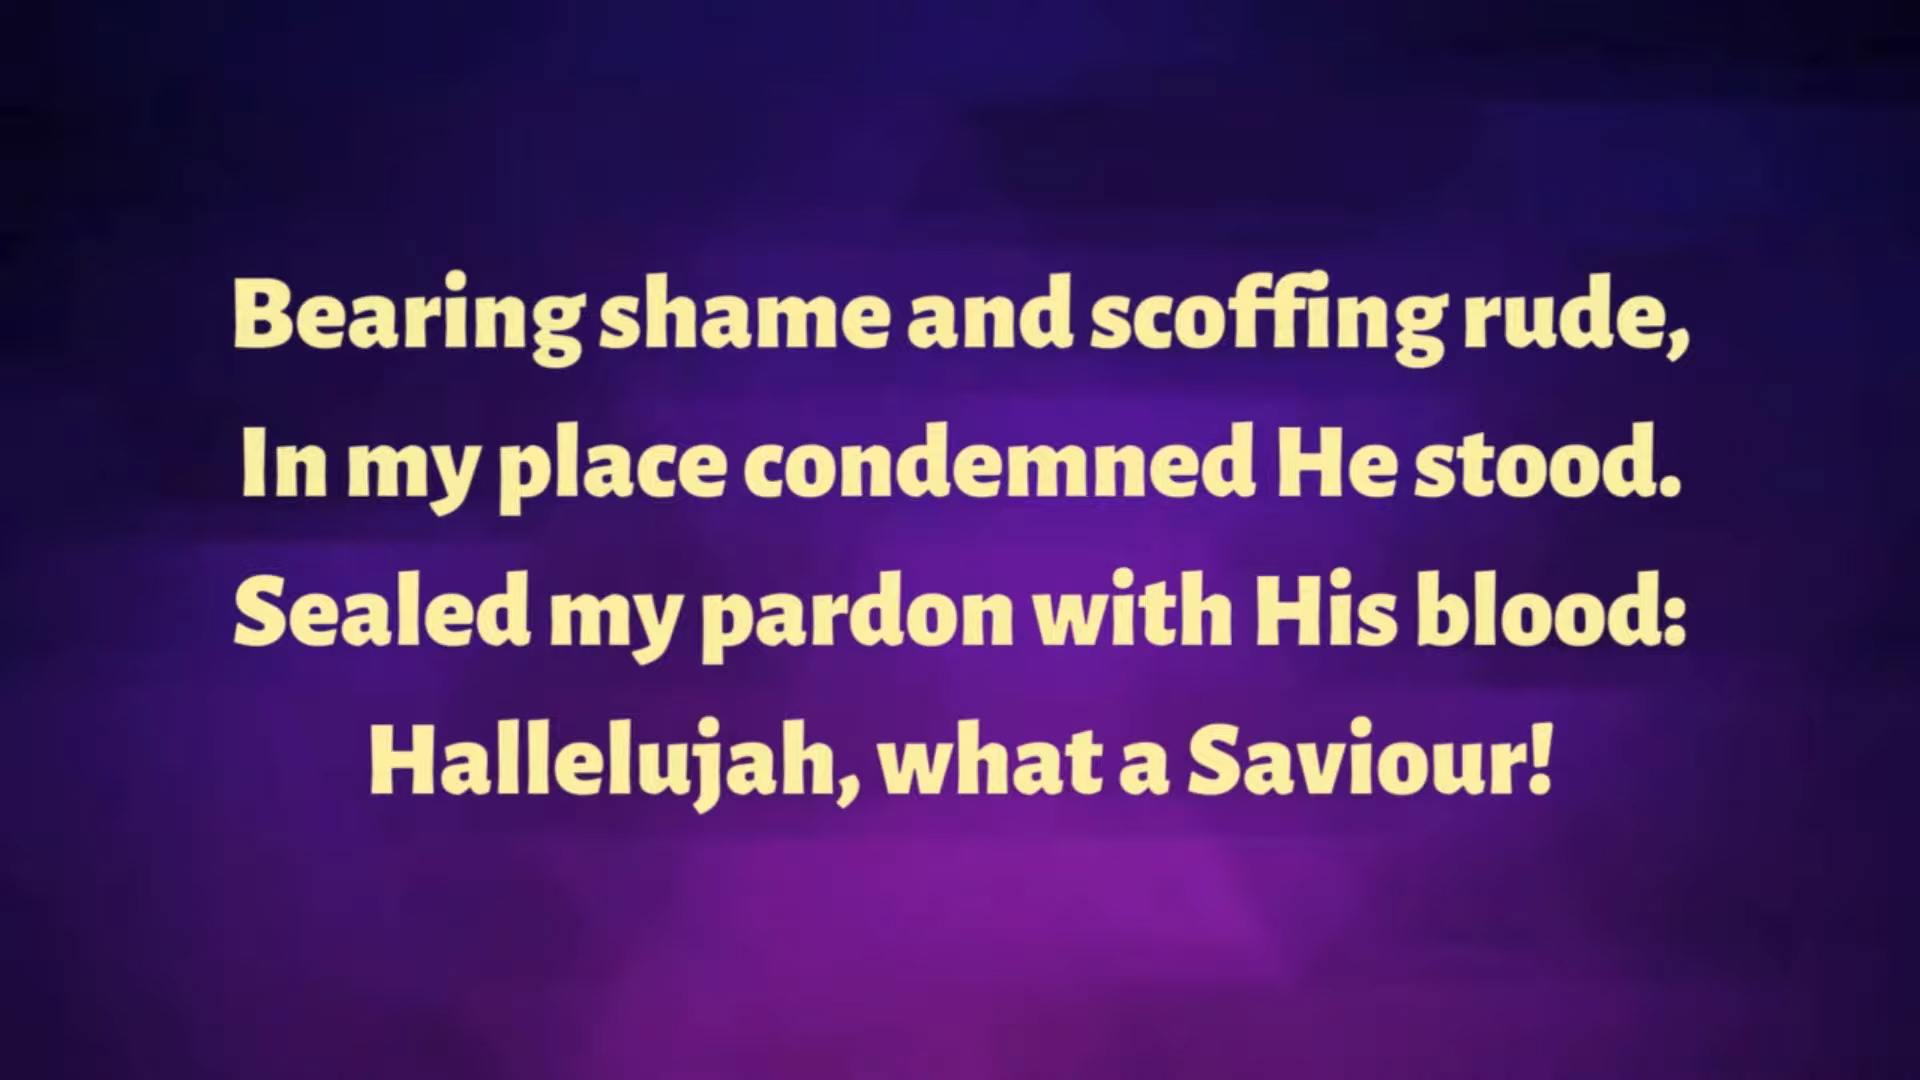 Bearing shame and scoffing rude,
In my place condemned He stood.
Sealed my pardon with His blood:
Hallelujah, what a Saviour!